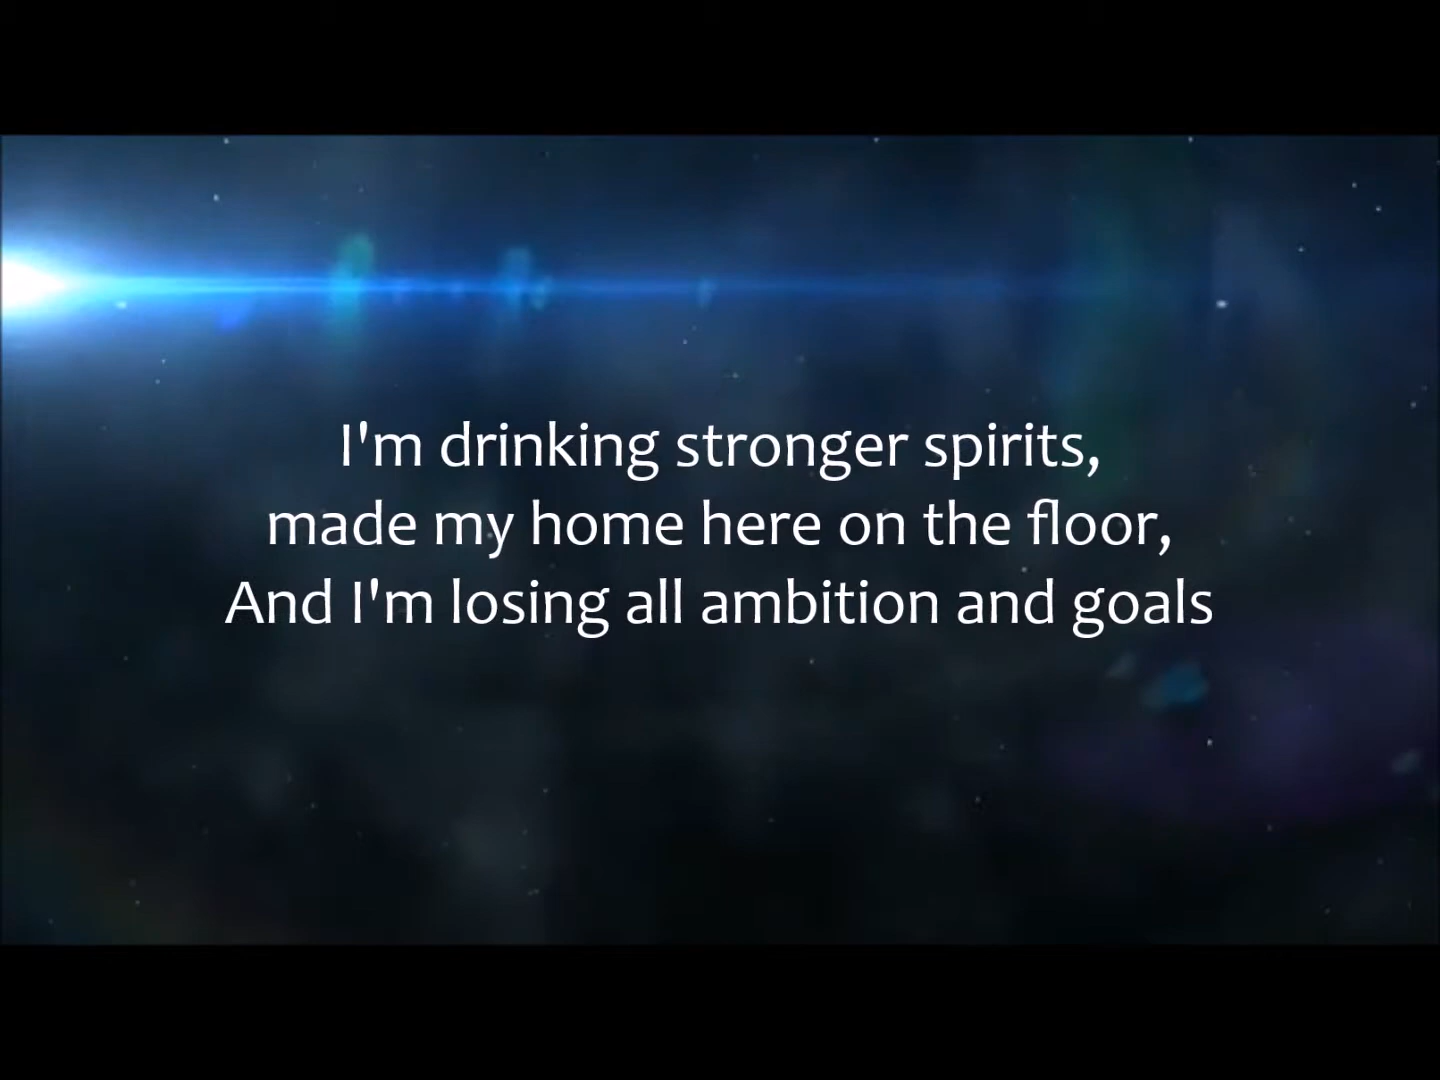 I'm drinking stronger spirits,
made my home here on the floor,
And I'm losing all ambition and goals